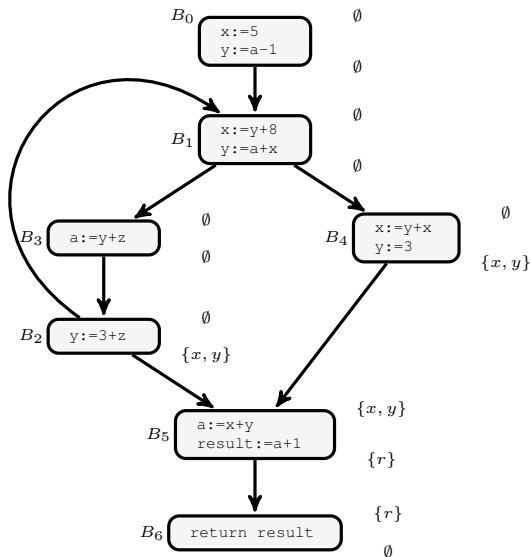 B0
x:=5
y:=a−1
∅
∅
B1
x:=y+8
y:=a+x
∅
∅
B3
a:=y+z
∅
∅
B4
x:=y+x
y:=3
∅
{x, y}
B2
y:=3+z
∅
{x, y}
B5
a:=x+y
result:=a+1
{x, y}
{r}
B6
return result
{r}
∅